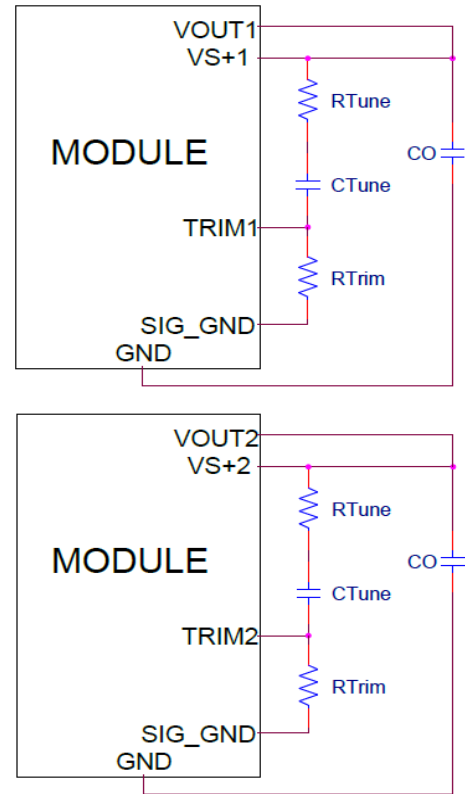 VOUT1
VS+1
RTune
MODULE
CO
CTune
TRIM1
RTrim
SIG_GND
GND
VOUT2
VS+2
RTune
MODULE
CO
CTune
TRIM2
RTrim
SIG_GND
GND